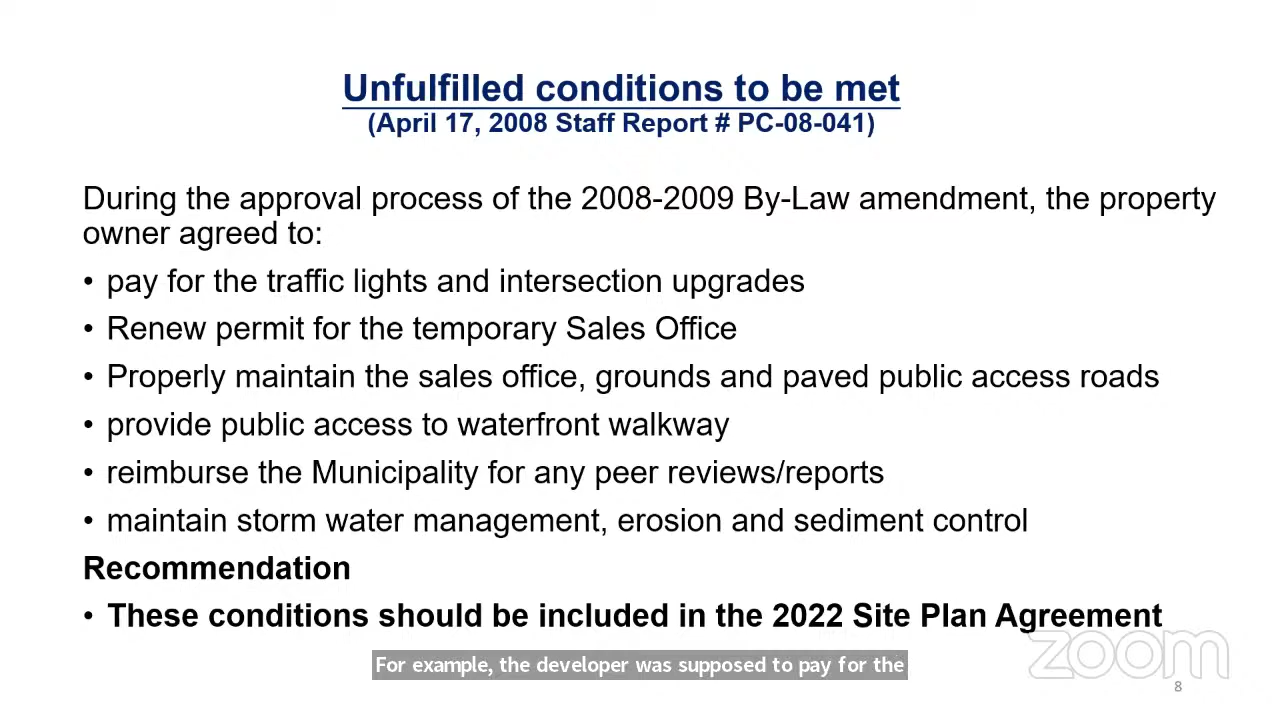 Unfulfilled conditions to be met
(April 17, 2008 Staff Report # PC-08-041)
During the approval process of the 2008-2009 By-Law amendment, the property
owner agreed to:
• pay for the traffic lights and intersection upgrades
• Renew permit for the temporary Sales Office
• Properly maintain the sales office, grounds and paved public access roads
• provide public access to waterfront walkway
• reimburse the Municipality for any peer reviews/reports
• maintain storm water management, erosion and sediment control
Recommendation
• These conditions should be included in the 2022 Site Plan Agreement
zoom
For example, the developer was supposed to pay for the
8